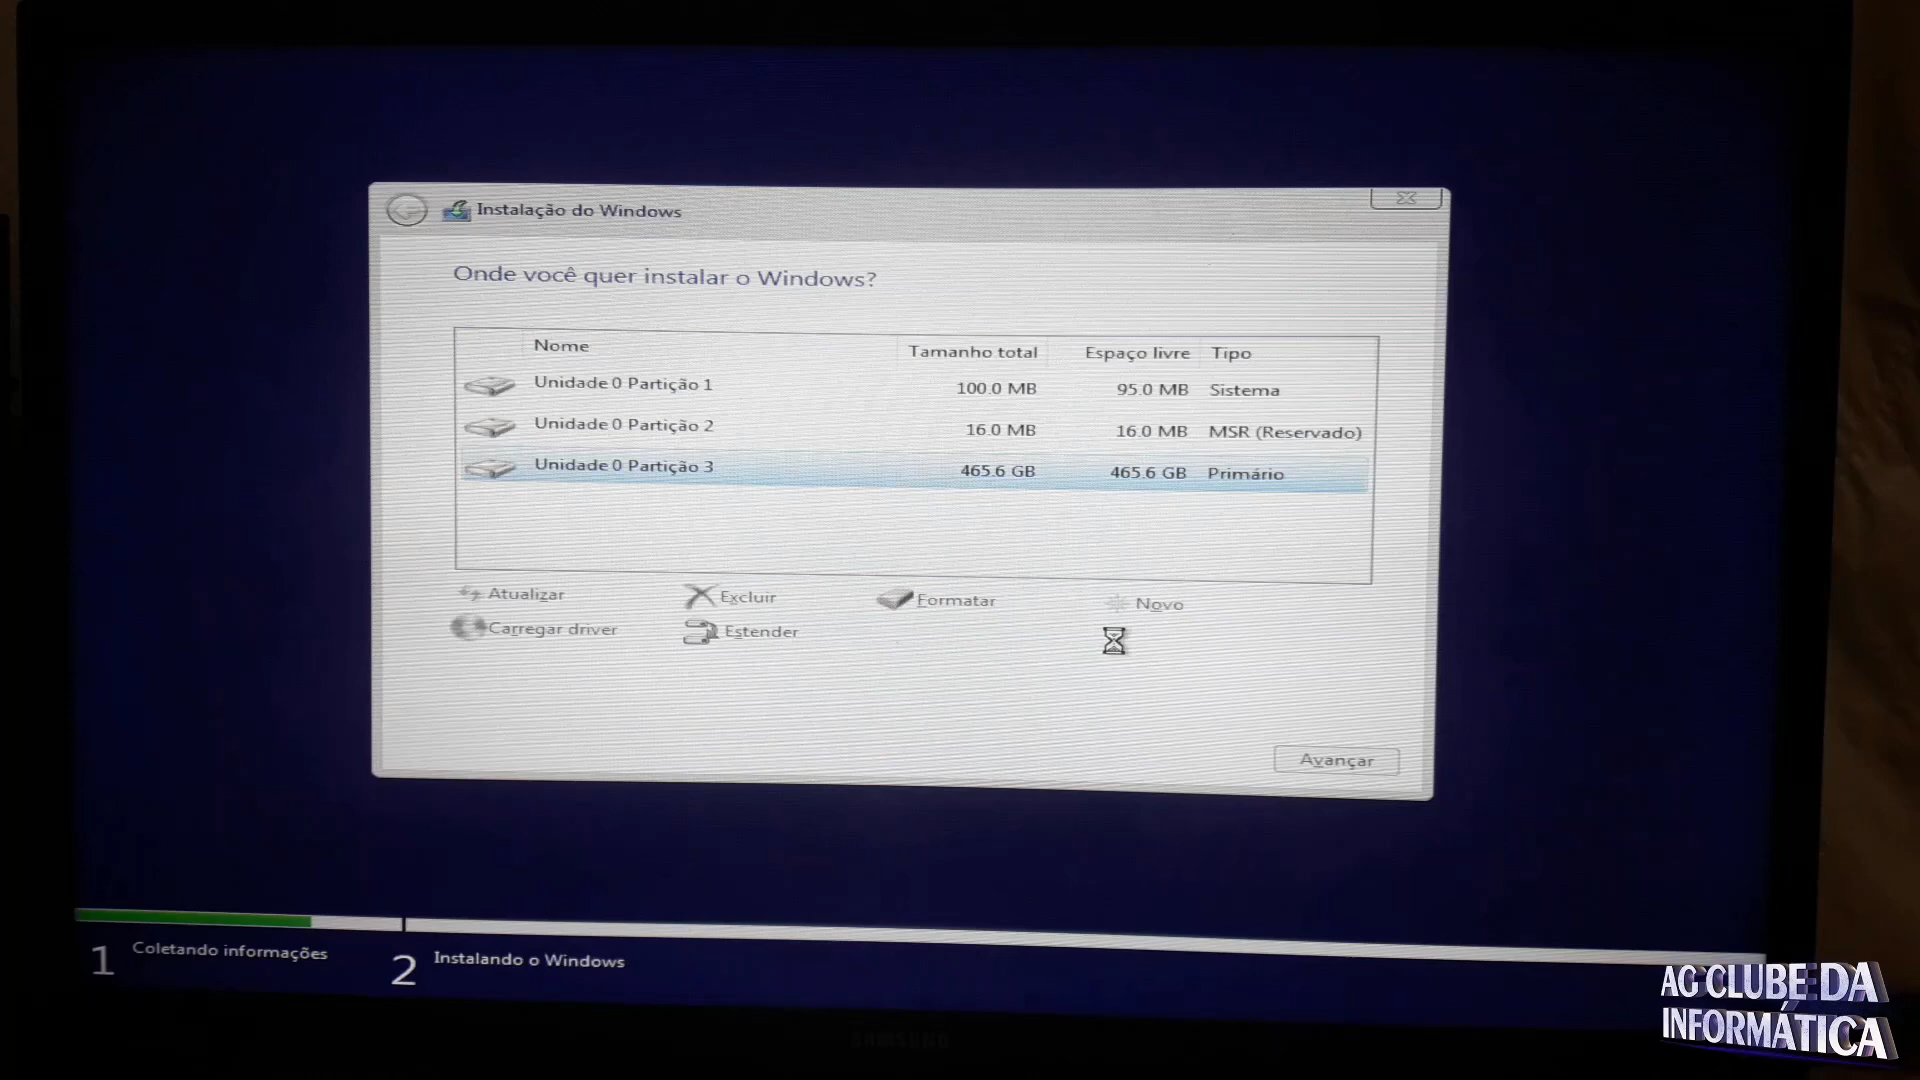 Instalação do Windows
Onde você quer instalar o Windows?
Nome Tamanho total Espaço livre Tipo
Unidade 0 Partição 1 100.0 MB 95.0 MB Sistema
Unidade 0 Partição 2 16.0 MB 16.0 MB MSR (Reservado)
Unidade 0 Partição 3 465.6 GB 465.6 GB Primário
Atualizar Excluir Formatar Novo
Carregar driver Estender
Avançar
1 Coletando informações 2 Instalando o Windows
SAMSUNG
AG CLUBE DA
INFORMÁTICA